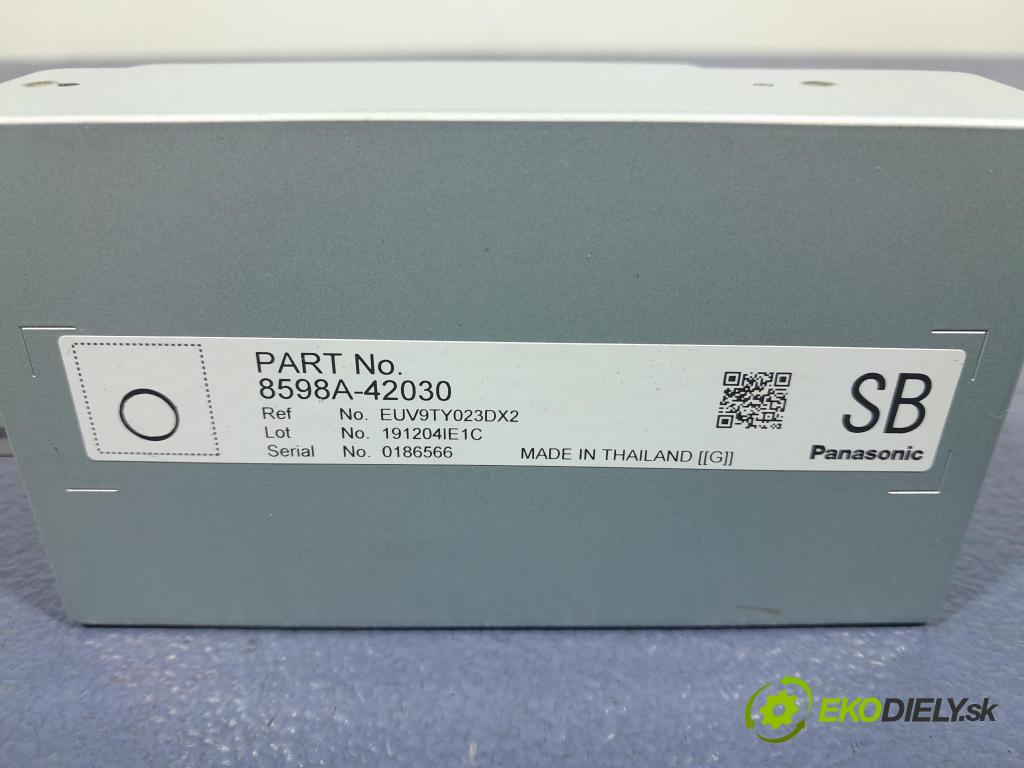 PART No.
8598A-42030
Ref No. EUV9TY023DX2
Lot No. 191204IE1C
Serial No. 0186566
MADE IN THAILAND [[G]]
SB
Panasonic
EKODIELY.sk